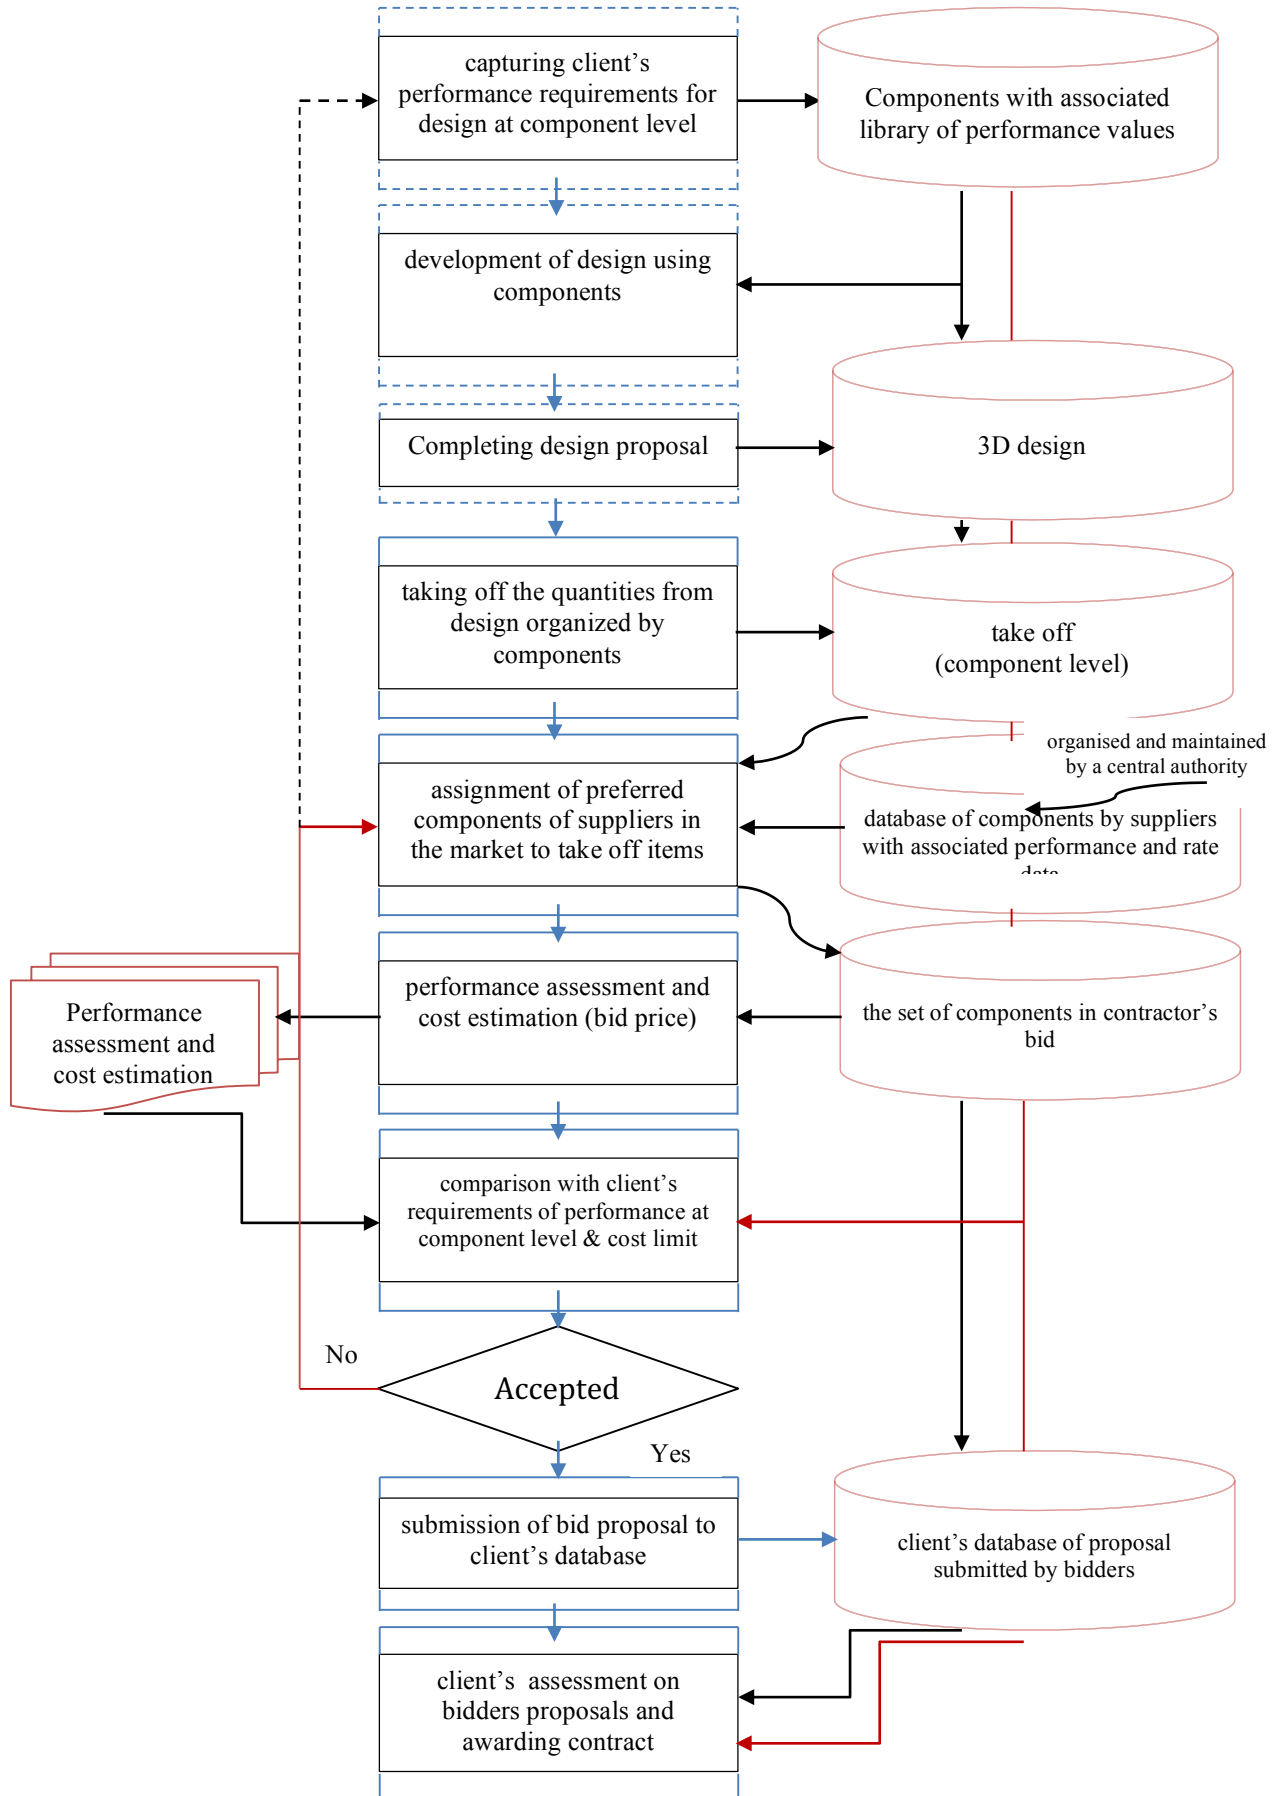 capturing client's
performance requirements for
design at component level
Components with associated
library of performance values
development of design using
components
Completing design proposal
3D design
taking off the quantities from
design organized by
components
take off
(component level)
organised and maintained
by a central authority
assignment of preferred
components of suppliers in
the market to take off items
database of components by suppliers
with associated performance and rate
data
performance assessment and
cost estimation (bid price)
the set of components in contractor's
bid
Performance
assessment and
cost estimation
comparison with client's
requirements of performance at
component level & cost limit
No
Accepted
Yes
submission of bid proposal to
client's database
client's database of proposal
submitted by bidders
client's assessment on
bidders proposals and
awarding contract